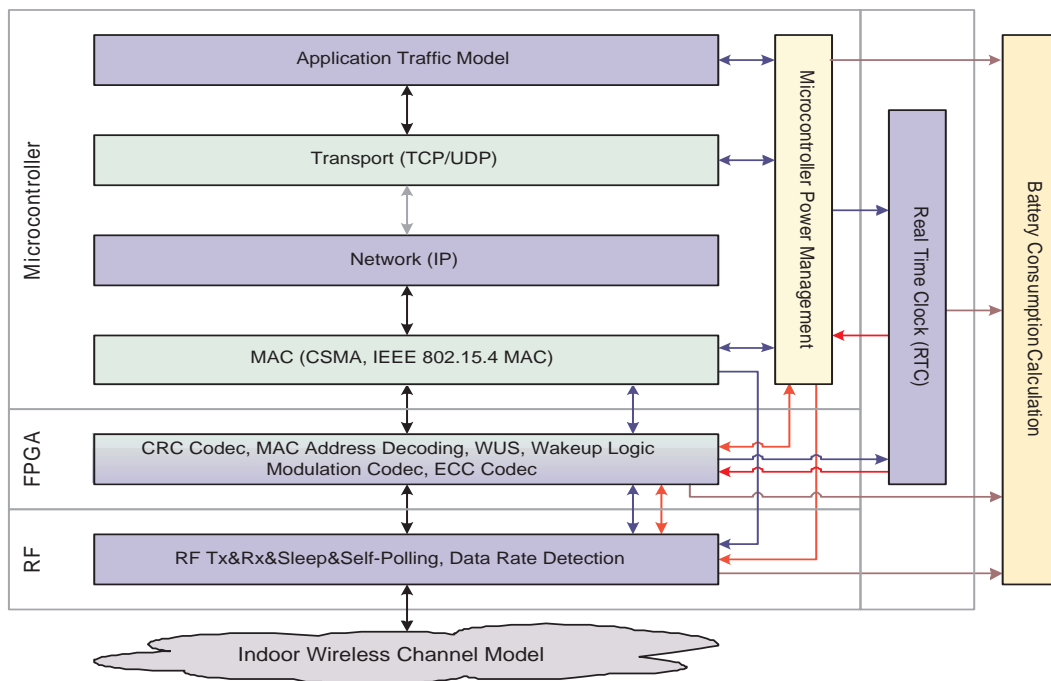 Microcontroller
Application Traffic Model
Transport (TCP/UDP)
Network (IP)
MAC (CSMA, IEEE 802.15.4 MAC)
Microcontroller Power Management
Real Time Clock (RTC)
Battery Consumption Calculation
FPGA
CRC Codec, MAC Address Decoding, WUS, Wakeup Logic
Modulation Codec, ECC Codec
RF
RF Tx&Rx&Sleep&Self-Polling, Data Rate Detection
Indoor Wireless Channel Model